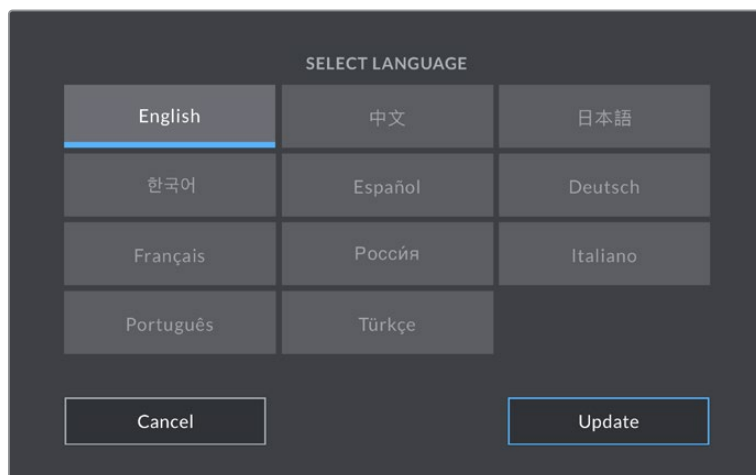 SELECT LANGUAGE
English 中文 日本語
한국어 Español Deutsch
Français Росси́я Italiano
Português Türkçe
Cancel Update